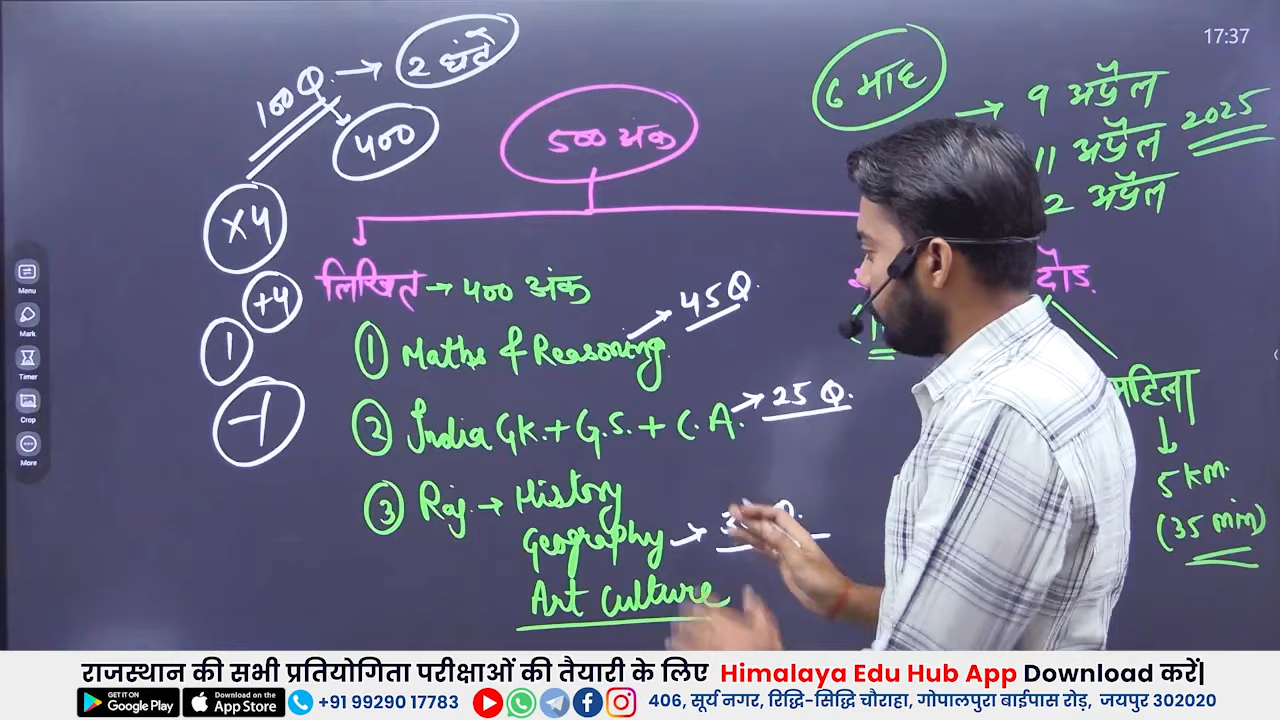 17:37
100 Q. → 2 घंटे
400
500 अंक
6 माह
→ 9 अप्रैल
11 अप्रैल
2 अप्रैल
2025
×4
+4
1
-1
लिखित → 400 अंक
① Maths & Reasoning → 45 Q.
② India GK. + G.S. + C.A. → 25 Q.
③ Raj → History
Geography →
Art Culture
दौड़
महिला
5 km.
(35 min)
Menu
Mark
Timer
Crop
More
राजस्थान की सभी प्रतियोगिता परीक्षाओं की तैयारी के लिए Himalaya Edu Hub App Download करें|
GET IT ON Google Play Download on the App Store +91 99290 17783 406, सूर्य नगर, रिद्धि-सिद्धि चौराहा, गोपालपुरा बाईपास रोड़, जयपुर 302020